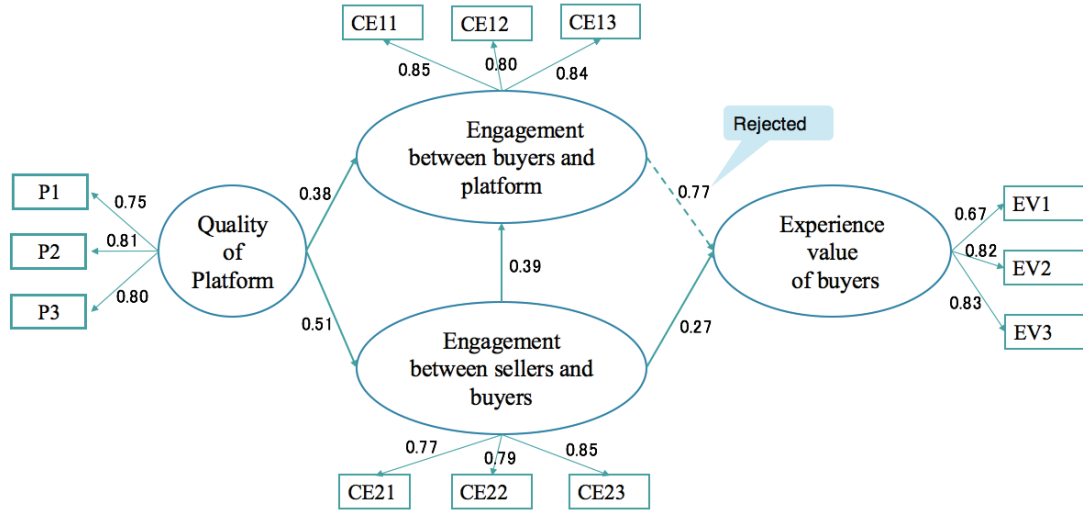 CE11
CE12
CE13
0.85
0.80
0.84
Engagement
between buyers and
platform
Rejected
0.38
0.77
P1
P2
P3
0.75
0.81
0.80
Quality
of
Platform
0.39
Experience
value
of buyers
EV1
EV2
EV3
0.67
0.82
0.83
0.51
0.27
Engagement
between sellers and
buyers
0.77
0.79
0.85
CE21
CE22
CE23